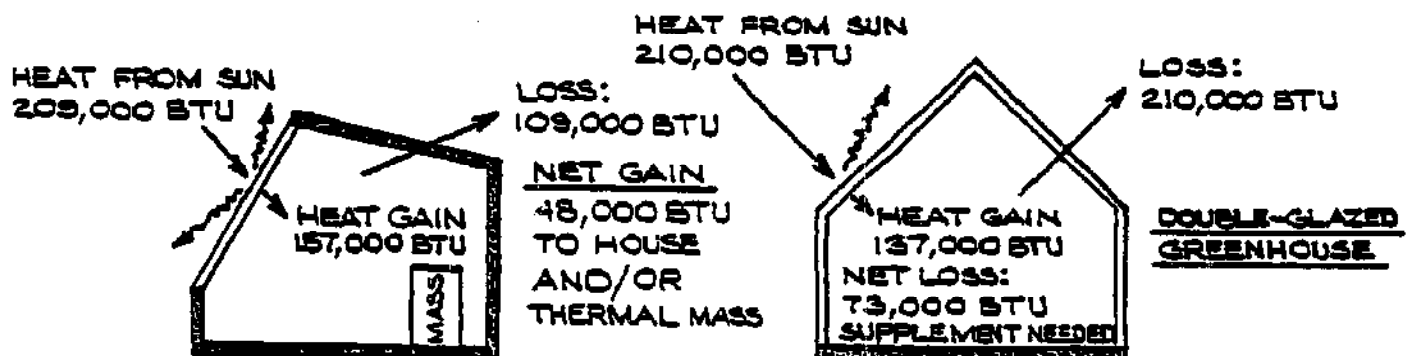 HEAT FROM SUN
209,000 BTU
LOSS:
109,000 BTU
HEAT GAIN
157,000 BTU
MASS
NET GAIN
48,000 BTU
TO HOUSE
AND/OR
THERMAL MASS
HEAT FROM SUN
210,000 BTU
LOSS:
210,000 BTU
HEAT GAIN
137,000 BTU
NET LOSS:
73,000 BTU
SUPPLEMENT NEEDED
DOUBLE-GLAZED
GREENHOUSE